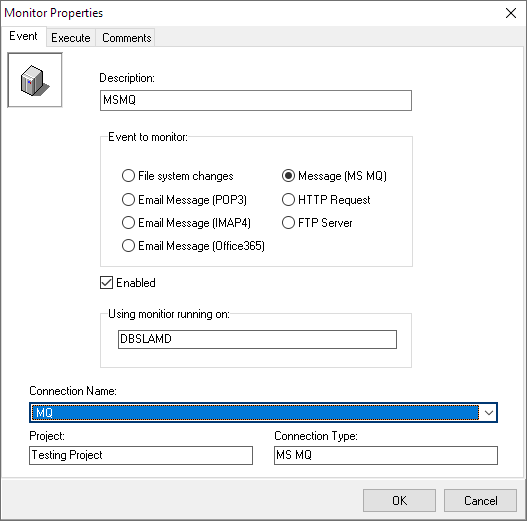 Monitor Properties
Event Execute Comments
Description:
MSMQ
Event to monitor:
File system changes Message (MS MQ)
Email Message (POP3) HTTP Request
Email Message (IMAP4) FTP Server
Email Message (Office365)
Enabled
Using monitior running on:
DBSLAMD
Connection Name:
MQ
Project: Connection Type:
Testing Project MS MQ
OK Cancel